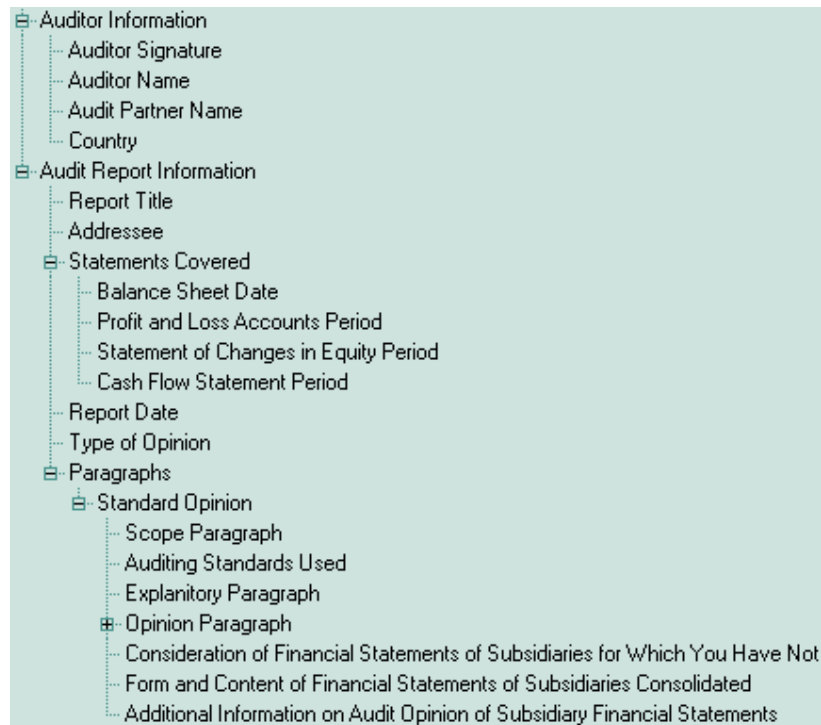 Auditor Information
Auditor Signature
Auditor Name
Audit Partner Name
Country
Audit Report Information
Report Title
Addressee
Statements Covered
Balance Sheet Date
Profit and Loss Accounts Period
Statement of Changes in Equity Period
Cash Flow Statement Period
Report Date
Type of Opinion
Paragraphs
Standard Opinion
Scope Paragraph
Auditing Standards Used
Explanitory Paragraph
Opinion Paragraph
Consideration of Financial Statements of Subsidiaries for Which You Have Not
Form and Content of Financial Statements of Subsidiaries Consolidated
Additional Information on Audit Opinion of Subsidiary Financial Statements